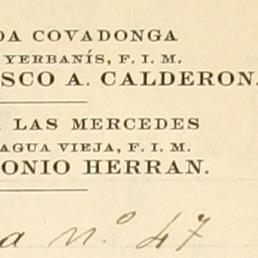 DA COVADONGA
YERBANÍS, F. I. M.
SCO A. CALDERON.
LAS MERCEDES
AGUA VIEJA, F. I. M.
ONIO HERRAN.
a n.º 47